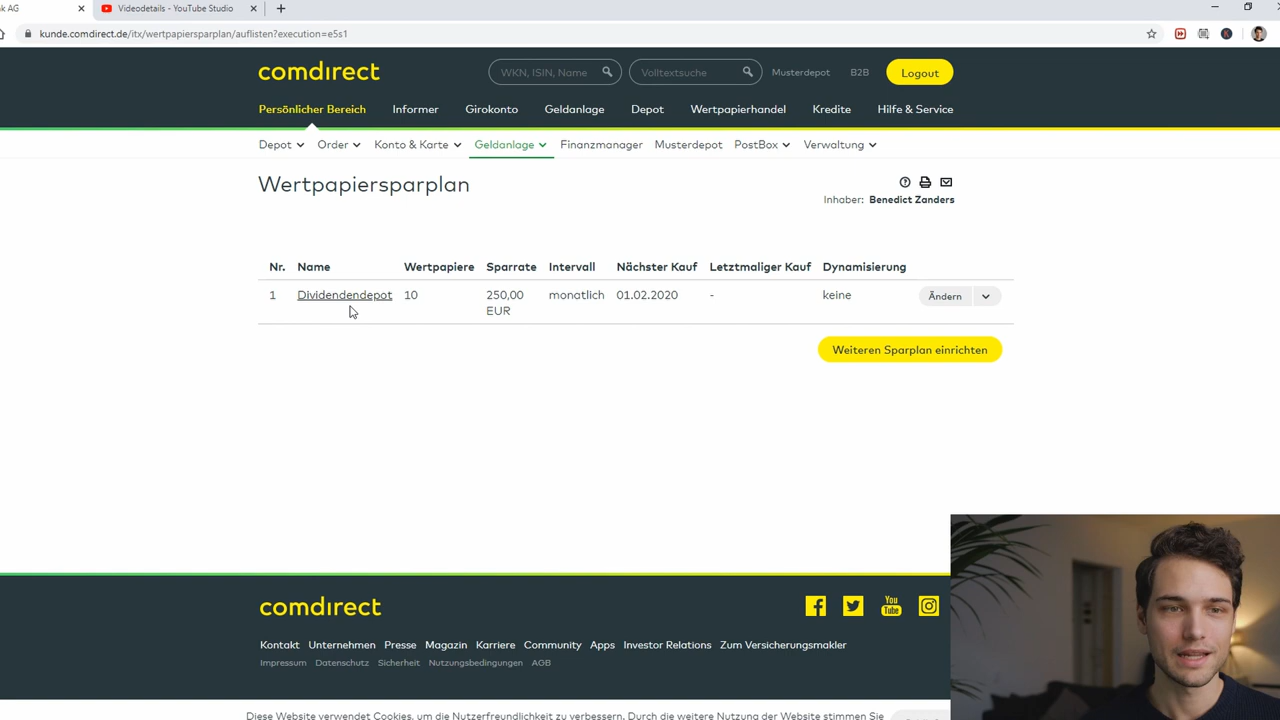 nk AG
Videodetails - YouTube Studio
kunde.comdirect.de/itx/wertpapiersparplan/auflisten?execution=e5s1
comdirect
WKN, ISIN, Name
Volltextsuche
Musterdepot
B2B
Logout
Persönlicher Bereich Informer Girokonto Geldanlage Depot Wertpapierhandel Kredite Hilfe & Service
Depot Order Konto & Karte Geldanlage Finanzmanager Musterdepot PostBox Verwaltung
Wertpapiersparplan
Inhaber: Benedict Zanders
Nr. Name Wertpapiere Sparrate Intervall Nächster Kauf Letztmaliger Kauf Dynamisierung
1 Dividendendepot 10 250,00 monatlich 01.02.2020 - keine Ändern
EUR
Weiteren Sparplan einrichten
comdirect
You
Tube
Kontakt Unternehmen Presse Magazin Karriere Community Apps Investor Relations Zum Versicherungsmakler
Impressum Datenschutz Sicherheit Nutzungsbedingungen AGB
Diese Website verwendet Cookies, um die Nutzerfreundlichkeit zu verbessern. Durch die weitere Nutzung der Website stimmen Sie